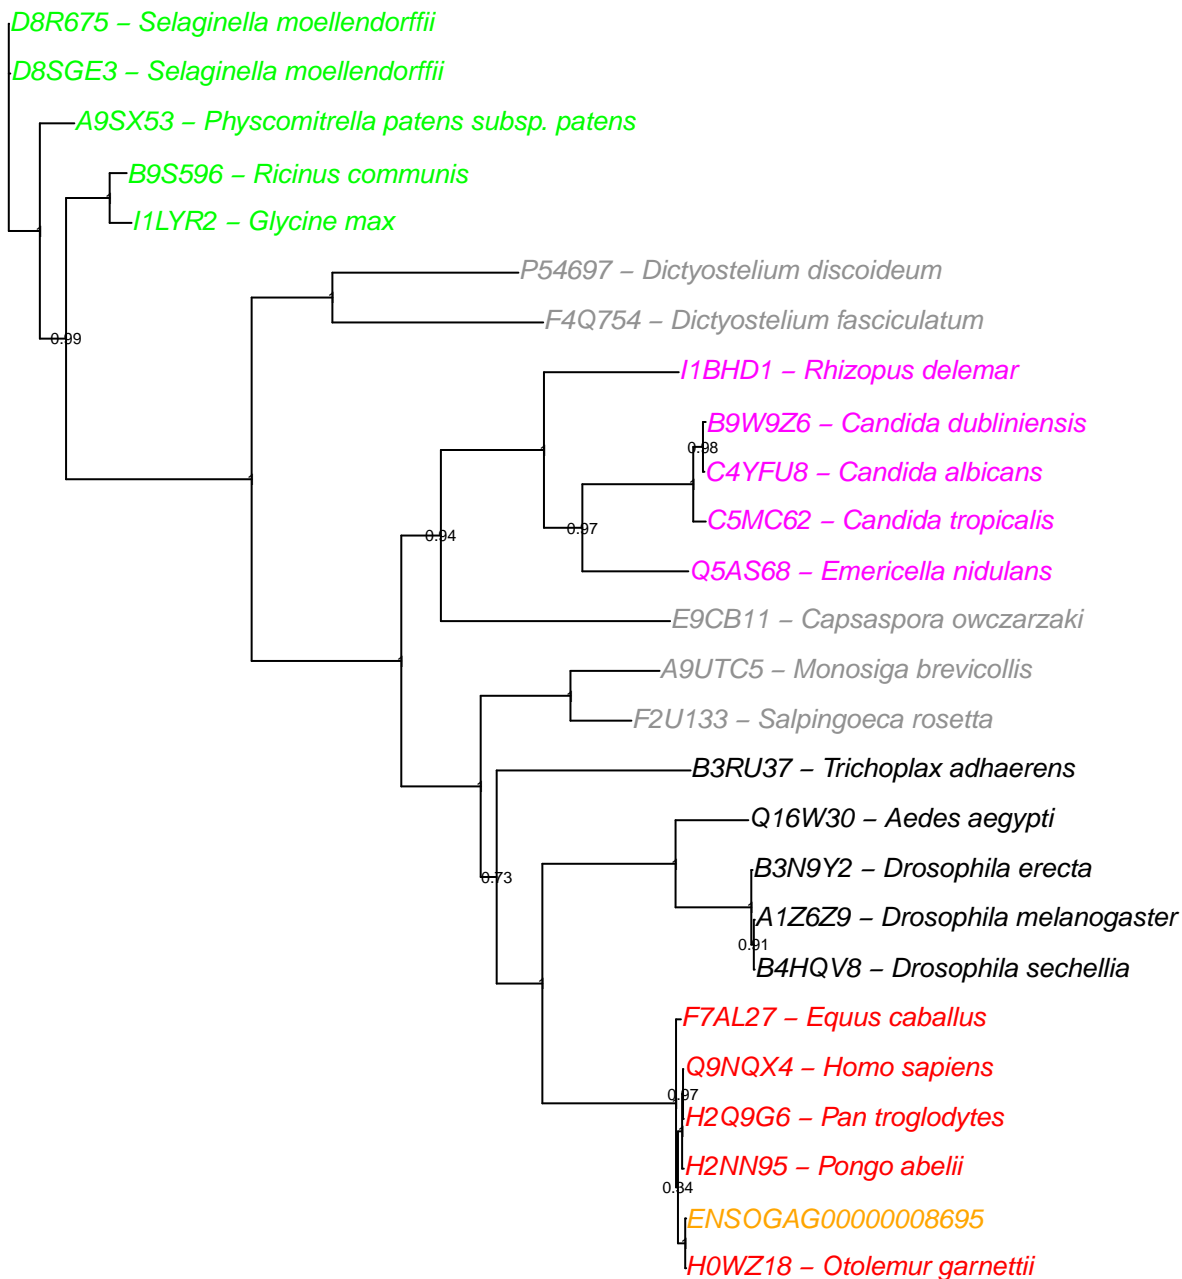 D8R675 – Selaginella moellendorffii
D8SGE3 – Selaginella moellendorffii
A9SX53 – Physcomitrella patens subsp. patens
B9S596 – Ricinus communis
I1LYR2 – Glycine max
P54697 – Dictyostelium discoideum
F4Q754 – Dictyostelium fasciculatum
0.99
I1BHD1 – Rhizopus delemar
B9W9Z6 – Candida dubliniensis
0.98
C4YFU8 – Candida albicans
C5MC62 – Candida tropicalis
0.97
0.94
Q5AS68 – Emericella nidulans
E9CB11 – Capsaspora owczarzaki
A9UTC5 – Monosiga brevicollis
F2U133 – Salpingoeca rosetta
B3RU37 – Trichoplax adhaerens
Q16W30 – Aedes aegypti
B3N9Y2 – Drosophila erecta
0.73
A1Z6Z9 – Drosophila melanogaster
0.91
B4HQV8 – Drosophila sechellia
F7AL27 – Equus caballus
Q9NQX4 – Homo sapiens
0.97
H2Q9G6 – Pan troglodytes
H2NN95 – Pongo abelii
0.84
ENSOGAG00000008695
H0WZ18 – Otolemur garnettii